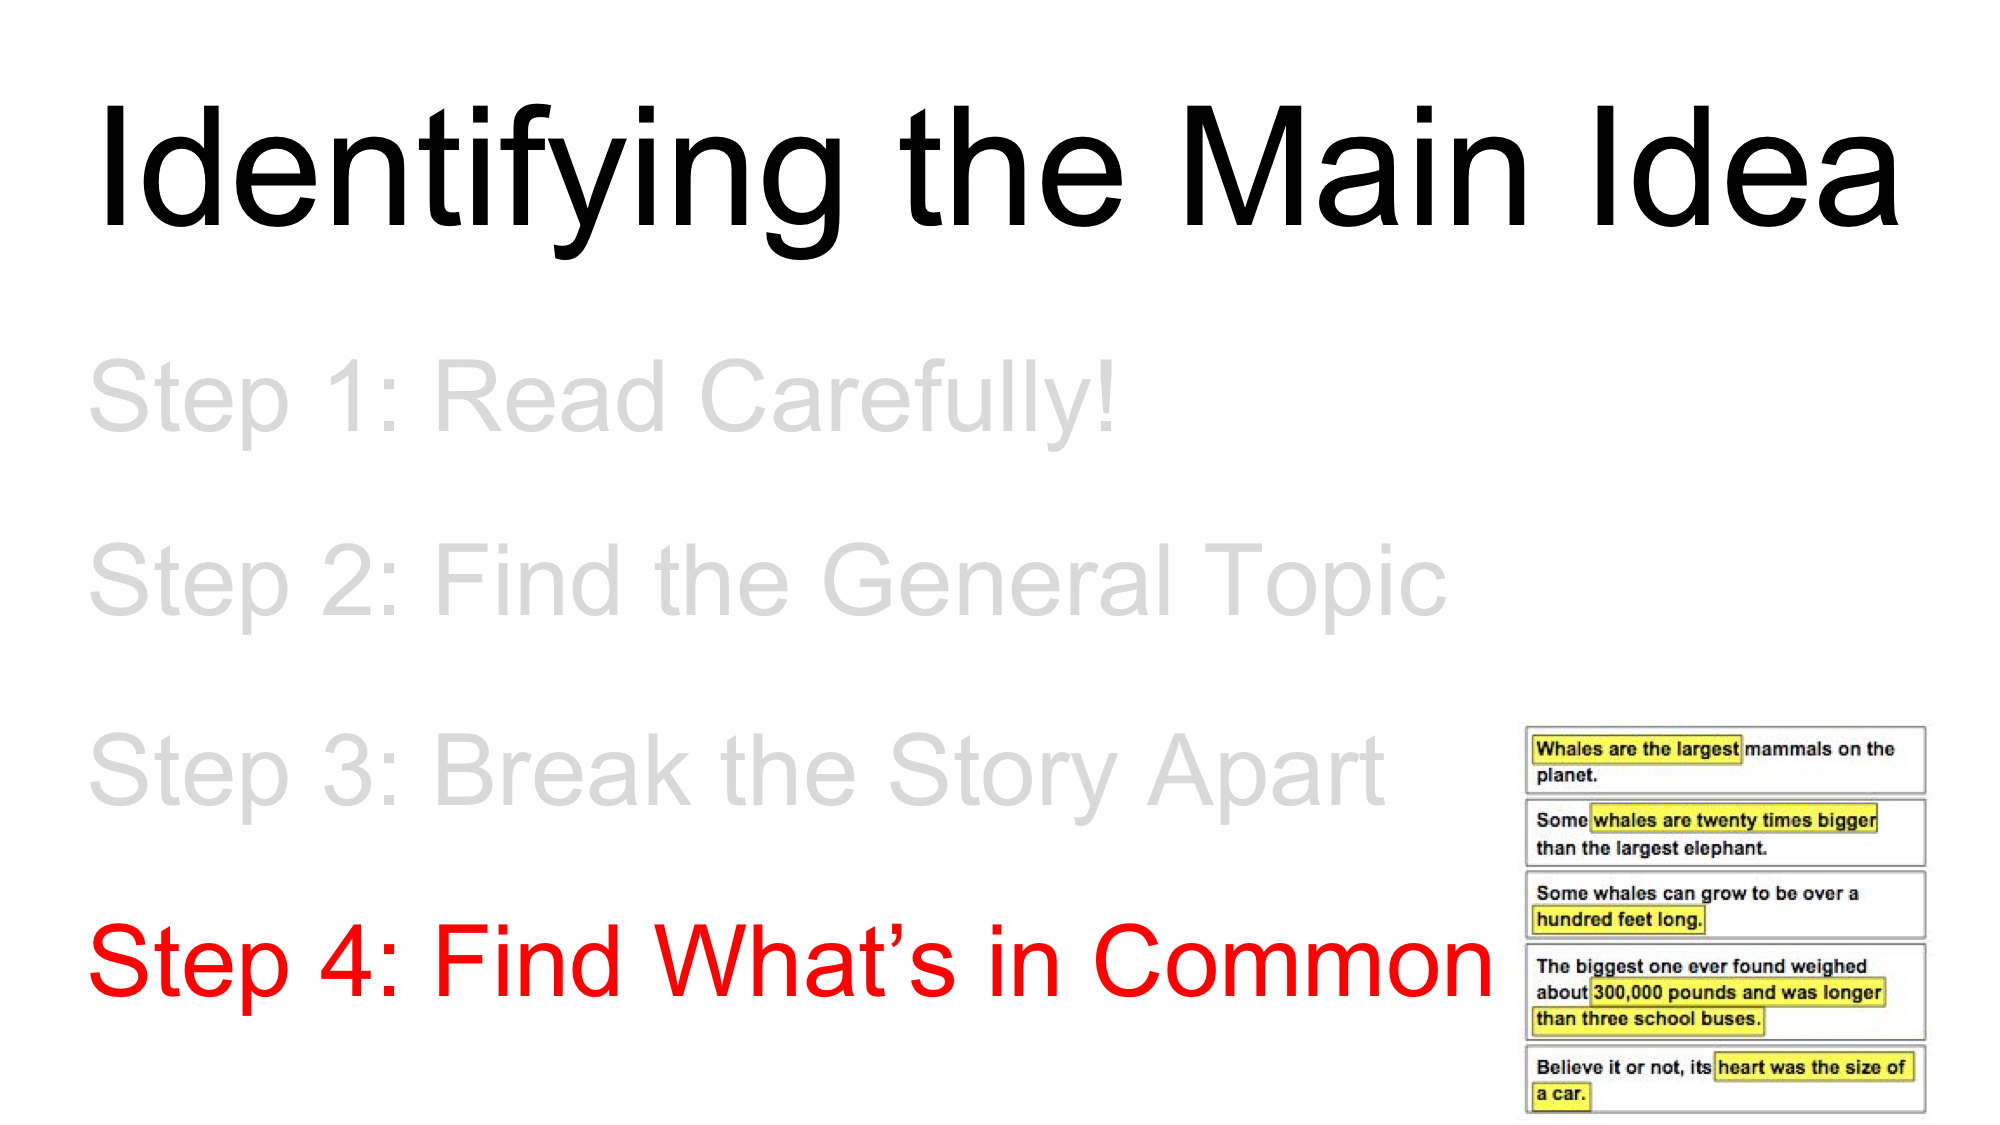 Identifying the Main Idea
Step 1: Read Carefully!
Step 2: Find the General Topic
Step 3: Break the Story Apart
Step 4: Find What’s in Common
Whales are the largest mammals on the
planet.
Some whales are twenty times bigger
than the largest elephant.
Some whales can grow to be over a
hundred feet long.
The biggest one ever found weighed
about 300,000 pounds and was longer
than three school buses.
Believe it or not, its heart was the size of
a car.